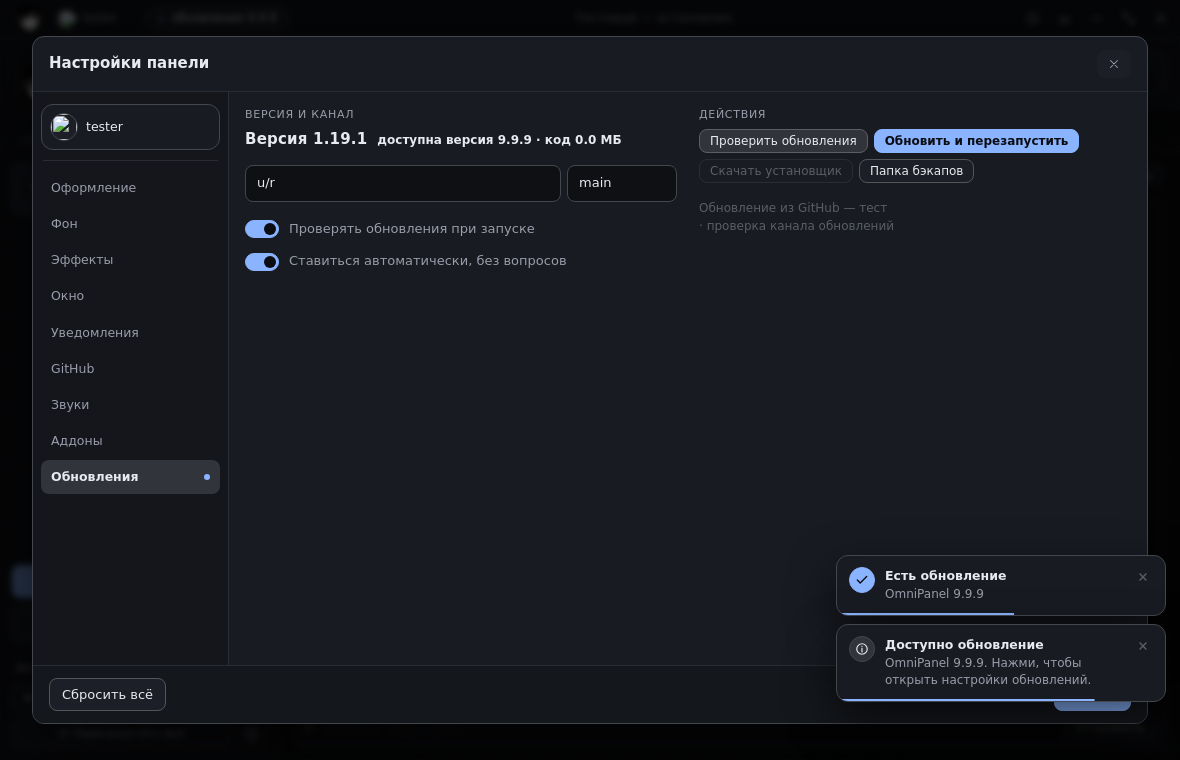 Настройки панели
tester
Оформление
Фон
Эффекты
Окно
Уведомления
GitHub
Звуки
Аддоны
Обновления
ВЕРСИЯ И КАНАЛ
Версия 1.19.1 доступна версия 9.9.9 · код 0.0 МБ
u/r main
Проверять обновления при запуске
Ставиться автоматически, без вопросов
ДЕЙСТВИЯ
Проверить обновления Обновить и перезапустить
Скачать установщик Папка бэкапов
Обновление из GitHub — тест
· проверка канала обновлений
Есть обновление
OmniPanel 9.9.9
Доступно обновление
OmniPanel 9.9.9. Нажми, чтобы
открыть настройки обновлений.
Сбросить всё